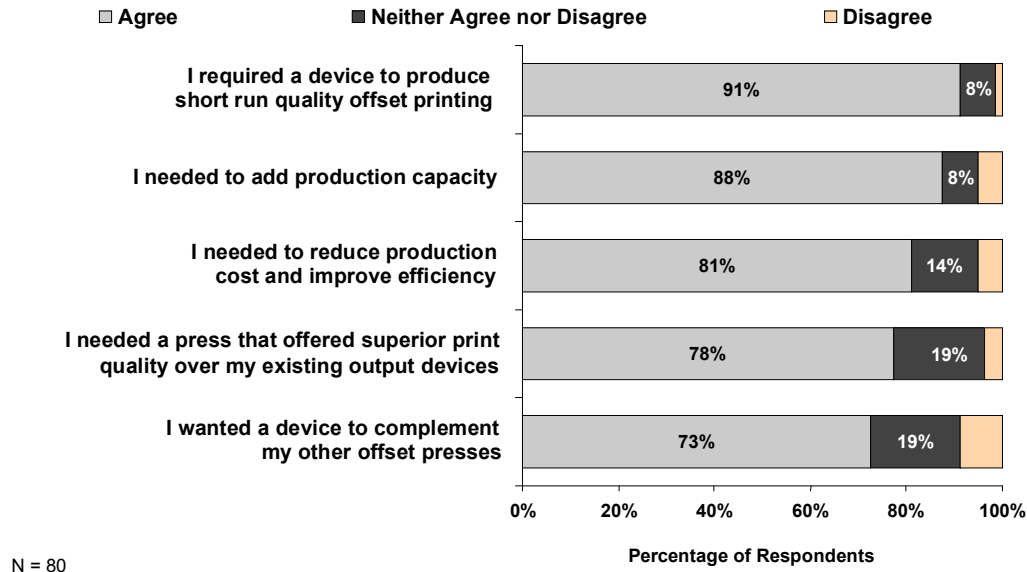 Agree Neither Agree nor Disagree Disagree
I required a device to produce
short run quality offset printing
91% 8%
I needed to add production capacity
88% 8%
I needed to reduce production
cost and improve efficiency
81% 14%
I needed a press that offered superior print
quality over my existing output devices
78% 19%
I wanted a device to complement
my other offset presses
73% 19%
0% 20% 40% 60% 80% 100%
Percentage of Respondents
N = 80